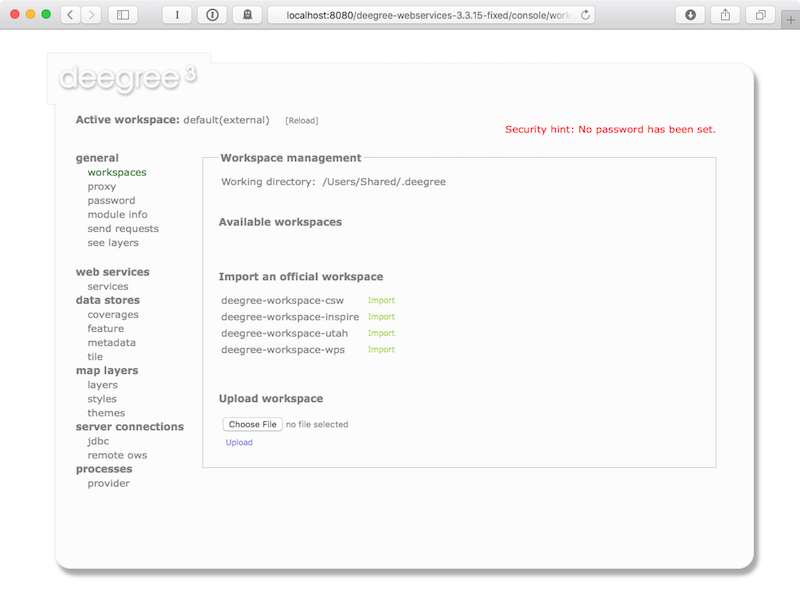 localhost:8080/deegree-webservices-3.3.15-fixed/console/work
deegree 3
Active workspace: default(external) [Reload]
Security hint: No password has been set.
general
workspaces
proxy
password
module info
send requests
see layers
web services
services
data stores
coverages
feature
metadata
tile
map layers
layers
styles
themes
server connections
jdbc
remote ows
processes
provider
Workspace management
Working directory: /Users/Shared/.deegree
Available workspaces
Import an official workspace
deegree-workspace-csw Import
deegree-workspace-inspire Import
deegree-workspace-utah Import
deegree-workspace-wps Import
Upload workspace
Choose File no file selected
Upload